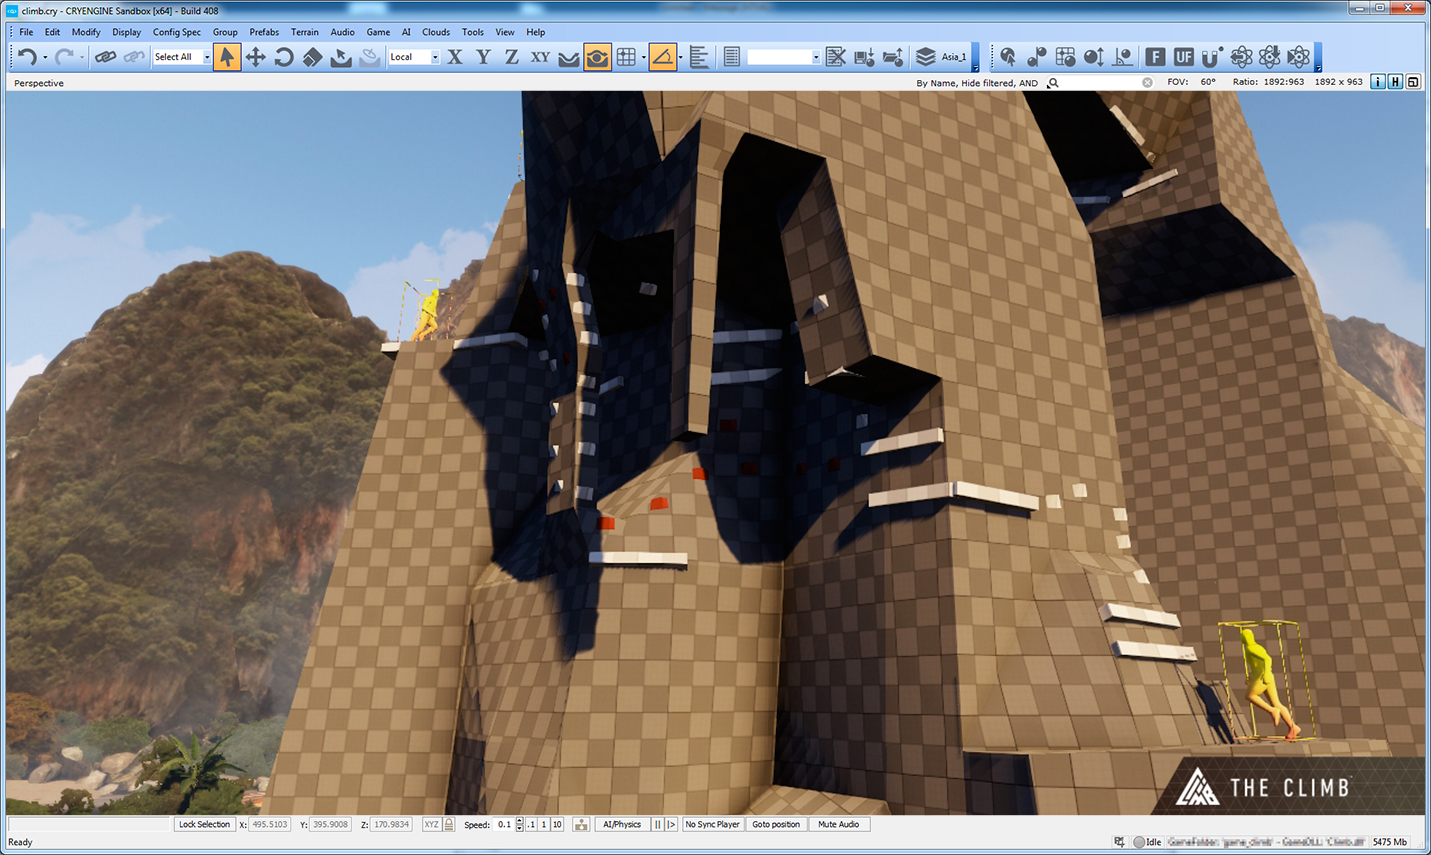 climb.cry - CRYENGINE Sandbox [x64] - Build 408
File Edit Modify Display Config Spec Group Prefabs Terrain Audio Game AI Clouds Tools View Help
Select All Local X Y Z XY Asia_1 F UF
Perspective By Name, Hide filtered, AND FOV: 60° Ratio: 1892:963 1892 x 963 i H
THE CLIMB
Lock Selection X: 495.5103 Y: 395.9008 Z: 170.9834 XYZ Speed: 0.1 .1 1 10 AI/Physics || |> No Sync Player Goto position Mute Audio
Ready Idle 5475 Mb